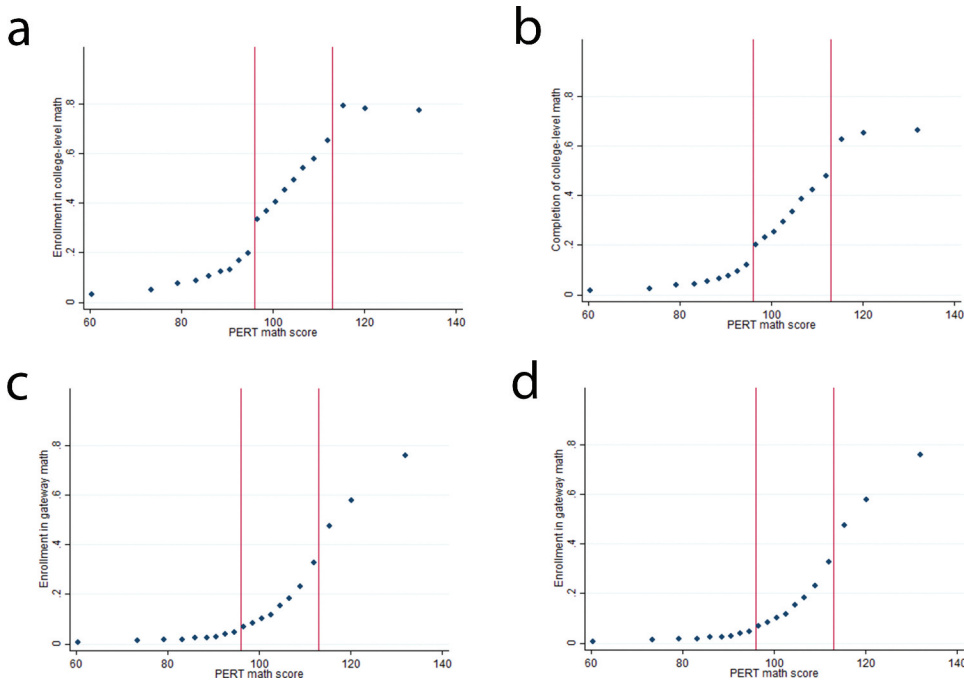 a
Enrollment in college-level math
0 .2 .4 .6 .8
60 80 100 120 140
PERT math score
b
Completion of college-level math
0 .2 .4 .6 .8
60 80 100 120 140
PERT math score
c
Enrollment in gateway math
0 .2 .4 .6 .8
60 80 100 120 140
PERT math score
d
Enrollment in gateway math
0 .2 .4 .6 .8
60 80 100 120 140
PERT math score